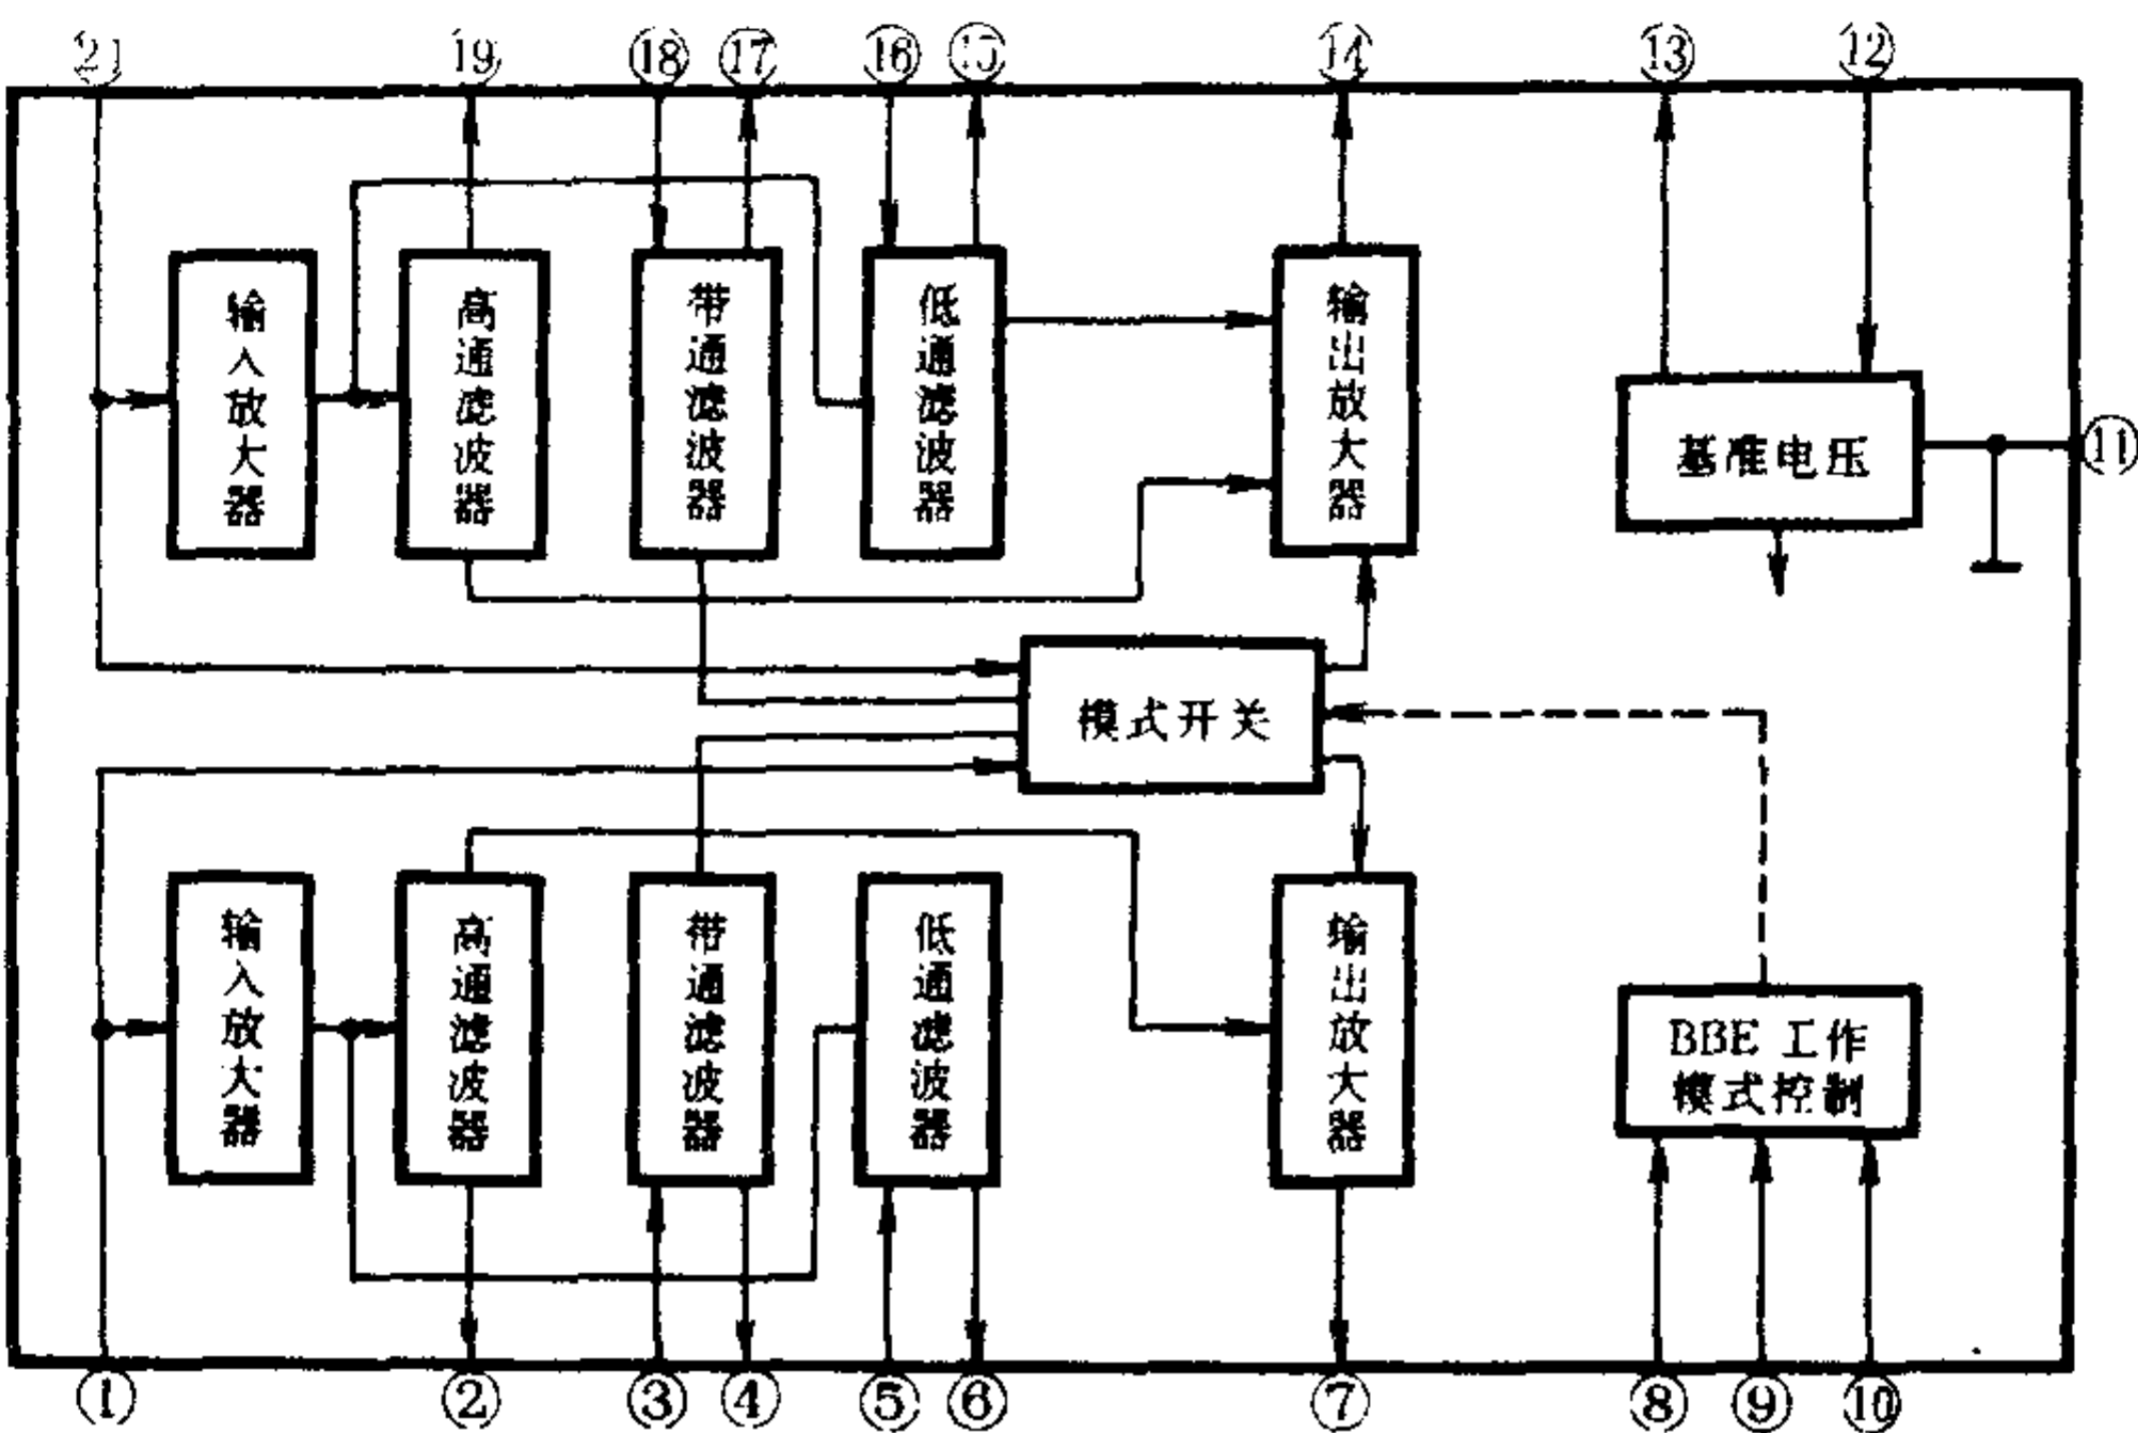 21 19 ⑱ ⑰ ⑯ ⑮ ⑭ ⑬ ⑫
输入放大器
高通滤波器
带通滤波器
低通滤波器
输出放大器
基准电压
⑪
模式开关
输入放大器
高通滤波器
带通滤波器
低通滤波器
输出放大器
BBE 工作
模式控制
① ② ③ ④ ⑤ ⑥ ⑦ ⑧ ⑨ ⑩